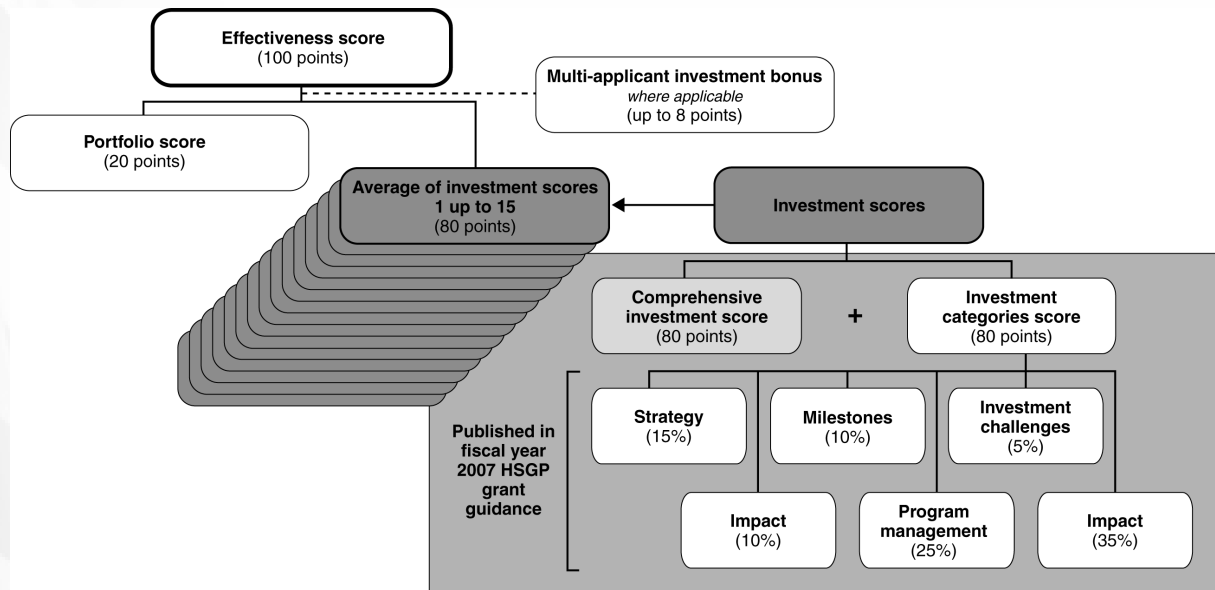 Effectiveness score
(100 points)
Multi-applicant investment bonus
where applicable
(up to 8 points)
Portfolio score
(20 points)
Average of investment scores
1 up to 15
(80 points)
Investment scores
Comprehensive
investment score
(80 points)
+
Investment
categories score
(80 points)
Published in
fiscal year
2007 HSGP
grant
guidance
Strategy
(15%)
Milestones
(10%)
Investment
challenges
(5%)
Impact
(10%)
Program
management
(25%)
Impact
(35%)